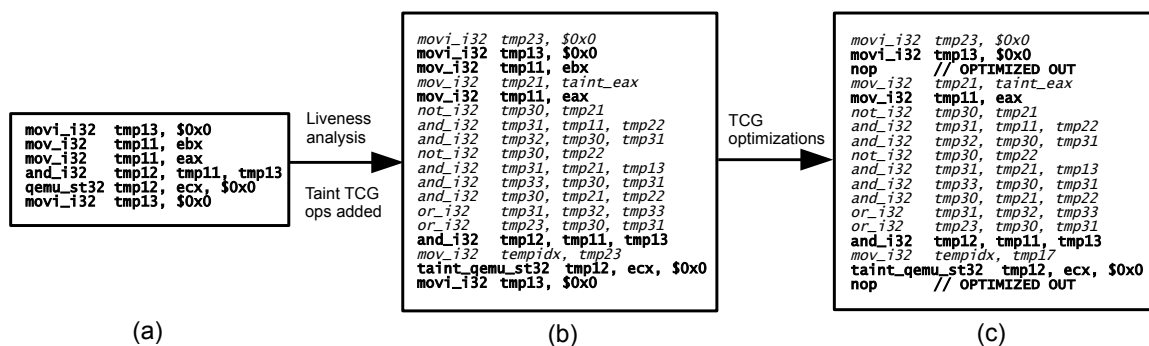 movi_i32 tmp13, $0x0
mov_i32 tmp11, ebx
mov_i32 tmp11, eax
and_i32 tmp12, tmp11, tmp13
qemu_st32 tmp12, ecx, $0x0
movi_i32 tmp13, $0x0
(a)
Liveness
analysis
Taint TCG
ops added
movi_i32 tmp23, $0x0
movi_i32 tmp13, $0x0
mov_i32 tmp11, ebx
mov_i32 tmp21, taint_eax
mov_i32 tmp11, eax
not_i32 tmp30, tmp21
and_i32 tmp31, tmp11, tmp22
and_i32 tmp32, tmp30, tmp31
not_i32 tmp30, tmp22
and_i32 tmp31, tmp21, tmp13
and_i32 tmp33, tmp30, tmp31
and_i32 tmp30, tmp21, tmp22
or_i32 tmp31, tmp32, tmp33
or_i32 tmp23, tmp30, tmp31
and_i32 tmp12, tmp11, tmp13
mov_i32 tempidx, tmp23
taint_qemu_st32 tmp12, ecx, $0x0
movi_i32 tmp13, $0x0
(b)
TCG
optimizations
movi_i32 tmp23, $0x0
movi_i32 tmp13, $0x0
nop // OPTIMIZED OUT
mov_i32 tmp21, taint_eax
mov_i32 tmp11, eax
not_i32 tmp30, tmp21
and_i32 tmp31, tmp11, tmp22
and_i32 tmp32, tmp30, tmp31
not_i32 tmp30, tmp22
and_i32 tmp31, tmp21, tmp13
and_i32 tmp33, tmp30, tmp31
and_i32 tmp30, tmp21, tmp22
or_i32 tmp31, tmp32, tmp33
or_i32 tmp23, tmp30, tmp31
and_i32 tmp12, tmp11, tmp13
mov_i32 tempidx, tmp17
taint_qemu_st32 tmp12, ecx, $0x0
nop // OPTIMIZED OUT
(c)